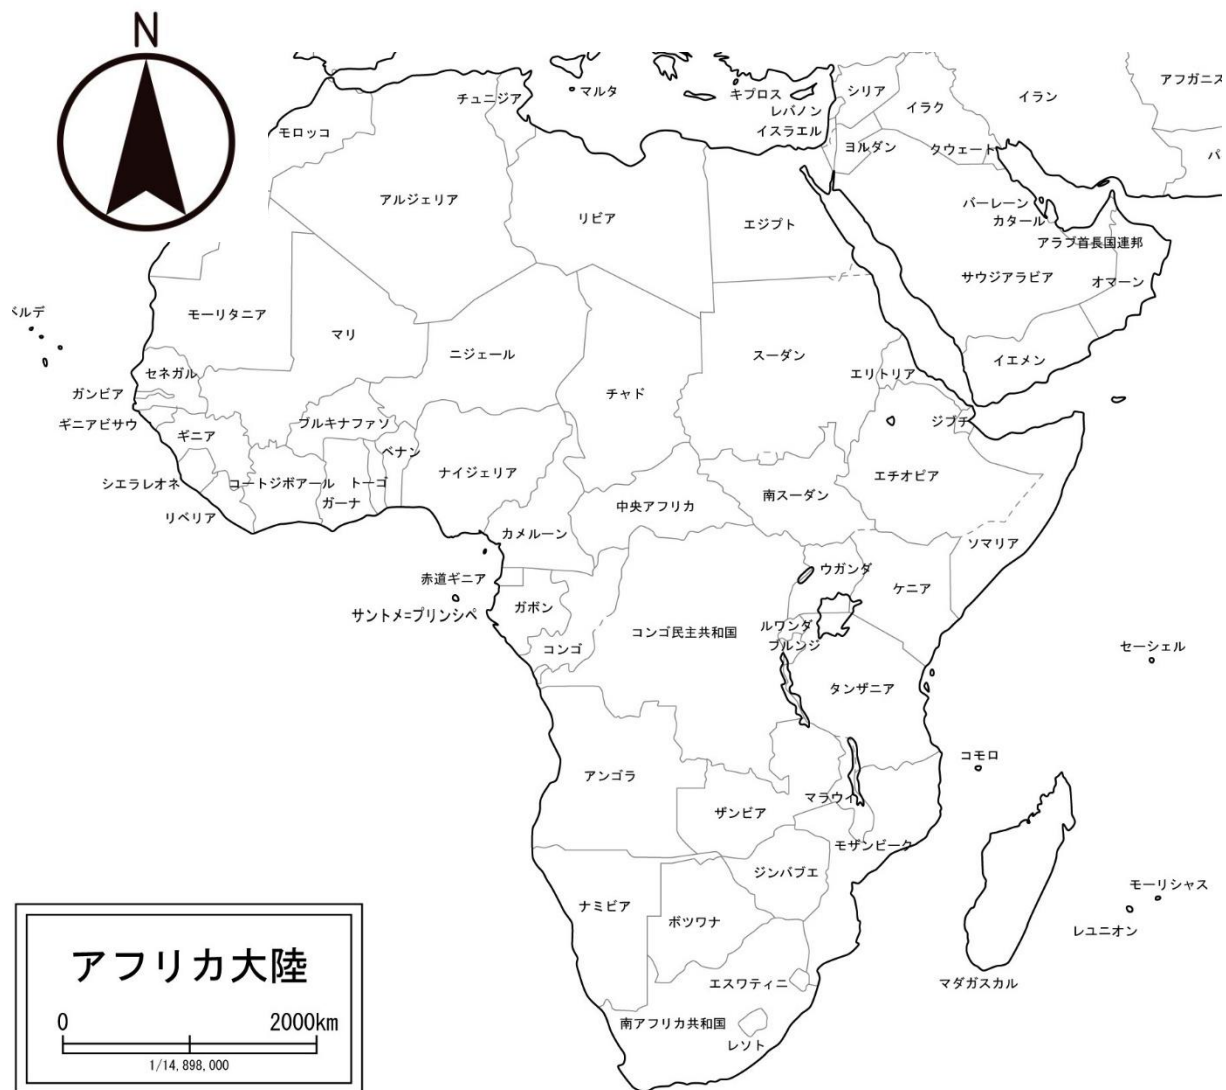 N
チュニジア
マルタ
キプロス
レバノン
イスラエル
シリア
イラク
イラン
アフガニス
モロッコ
ヨルダン
クウェート
パ
アルジェリア
リビア
エジプト
バーレーン
カタール
アラブ首長国連邦
サウジアラビア
オマーン
ベルデ
モーリタニア
マリ
ニジェール
チャド
スーダン
エリトリア
イエメン
セネガル
ガンビア
ギニアビサウ
ギニア
ブルキナファソ
ベナン
ナイジェリア
ジプチ
シエラレオネ
コートジボアール
トーゴ
ガーナ
リベリア
中央アフリカ
南スーダン
エチオピア
カメルーン
ソマリア
赤道ギニア
サントメ=プリンシペ
ガボン
コンゴ
コンゴ民主共和国
ウガンダ
ケニア
ルワンダ
ブルンジ
タンザニア
セーシェル
コモロ
アンゴラ
ザンビア
マラウィ
モザンビーク
ジンバブエ
ナミビア
ボツワナ
モーリシャス
レユニオン
マダガスカル
エスワティニ
南アフリカ共和国
レソト
アフリカ大陸
0 2000km
1/14,898,000